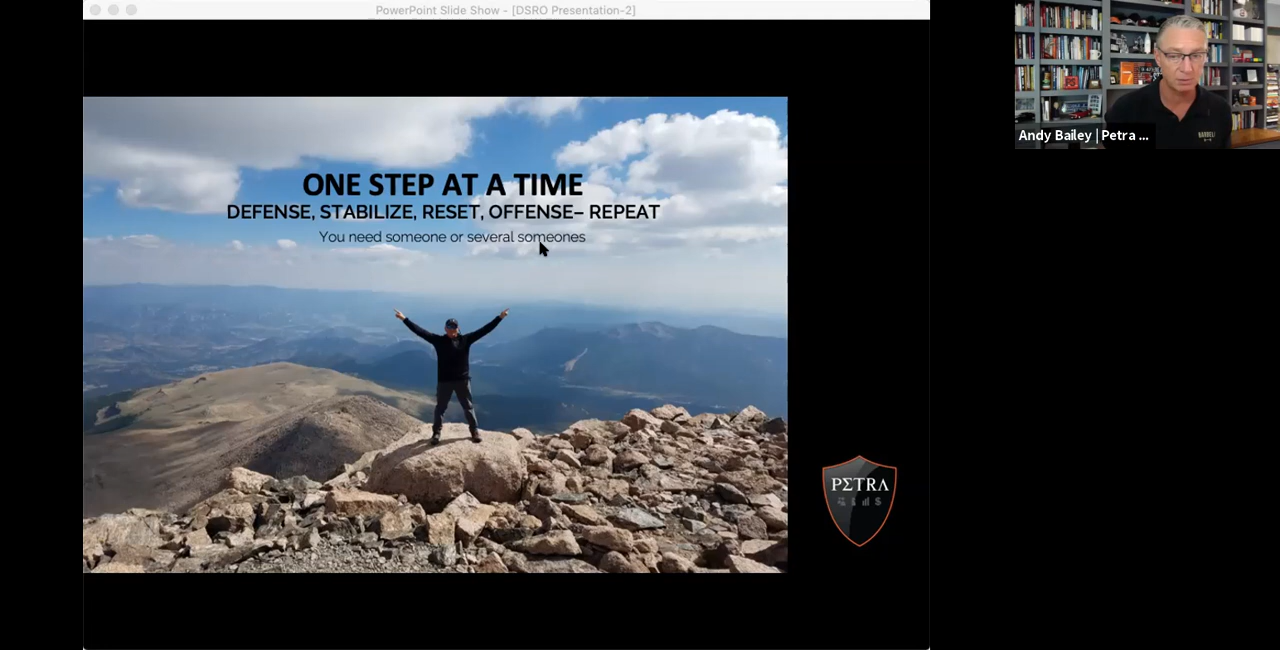 PowerPoint Slide Show - [DSRO Presentation-2]
ONE STEP AT A TIME
DEFENSE, STABILIZE, RESET, OFFENSE– REPEAT
You need someone or several someones
Andy Bailey | Petra ...
PΣTRΛ